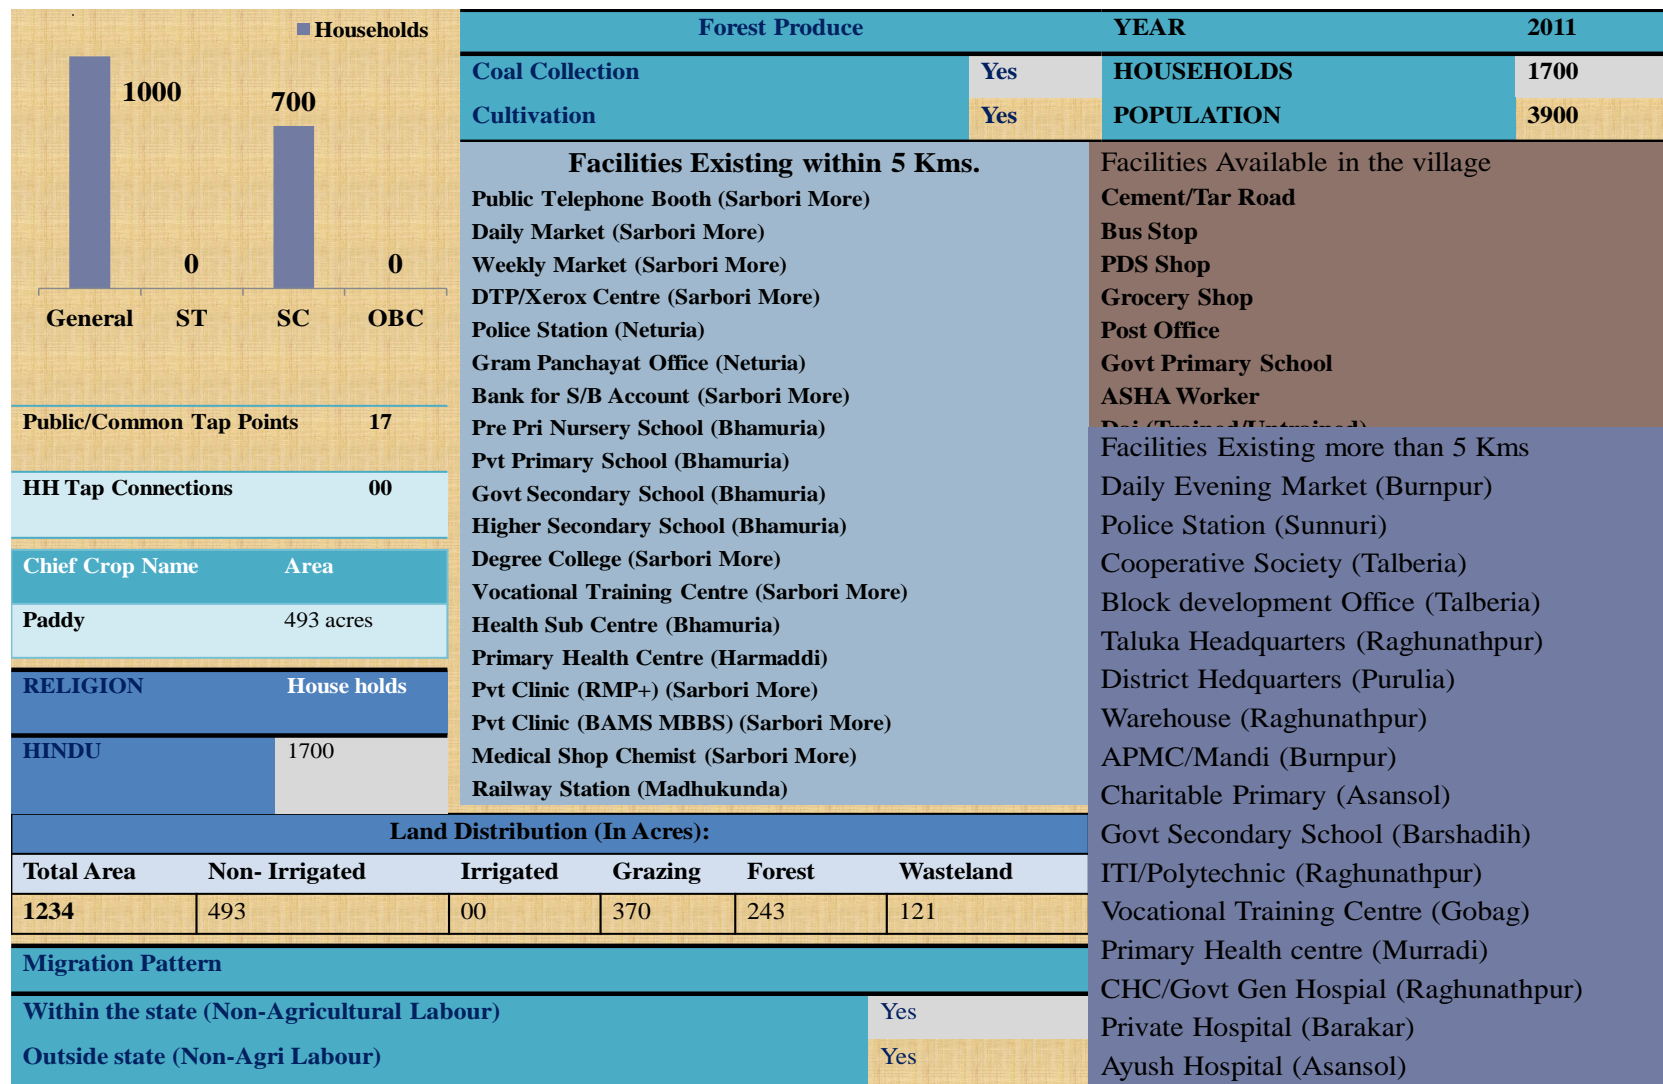 Households
1000
700
0
0
General ST SC OBC
Public/Common Tap Points 17
HH Tap Connections 00
Chief Crop Name Area
Paddy 493 acres
RELIGION House holds
HINDU 1700
Forest Produce
Coal Collection Yes
Cultivation Yes
YEAR 2011
HOUSEHOLDS 1700
POPULATION 3900
Facilities Existing within 5 Kms.
Public Telephone Booth (Sarbori More)
Daily Market (Sarbori More)
Weekly Market (Sarbori More)
DTP/Xerox Centre (Sarbori More)
Police Station (Neturia)
Gram Panchayat Office (Neturia)
Bank for S/B Account (Sarbori More)
Pre Pri Nursery School (Bhamuria)
Pvt Primary School (Bhamuria)
Govt Secondary School (Bhamuria)
Higher Secondary School (Bhamuria)
Degree College (Sarbori More)
Vocational Training Centre (Sarbori More)
Health Sub Centre (Bhamuria)
Primary Health Centre (Harmaddi)
Pvt Clinic (RMP+) (Sarbori More)
Pvt Clinic (BAMS MBBS) (Sarbori More)
Medical Shop Chemist (Sarbori More)
Railway Station (Madhukunda)
Facilities Available in the village
Cement/Tar Road
Bus Stop
PDS Shop
Grocery Shop
Post Office
Govt Primary School
ASHA Worker
Dai (Trained/Untrained)
Facilities Existing more than 5 Kms
Daily Evening Market (Burnpur)
Police Station (Sunnuri)
Cooperative Society (Talberia)
Block development Office (Talberia)
Taluka Headquarters (Raghunathpur)
District Hedquarters (Purulia)
Warehouse (Raghunathpur)
APMC/Mandi (Burnpur)
Charitable Primary (Asansol)
Govt Secondary School (Barshadih)
ITI/Polytechnic (Raghunathpur)
Vocational Training Centre (Gobag)
Primary Health centre (Murradi)
CHC/Govt Gen Hospial (Raghunathpur)
Private Hospital (Barakar)
Ayush Hospital (Asansol)
Land Distribution (In Acres):
Total Area Non- Irrigated Irrigated Grazing Forest Wasteland
1234 493 00 370 243 121
Migration Pattern
Within the state (Non-Agricultural Labour) Yes
Outside state (Non-Agri Labour) Yes